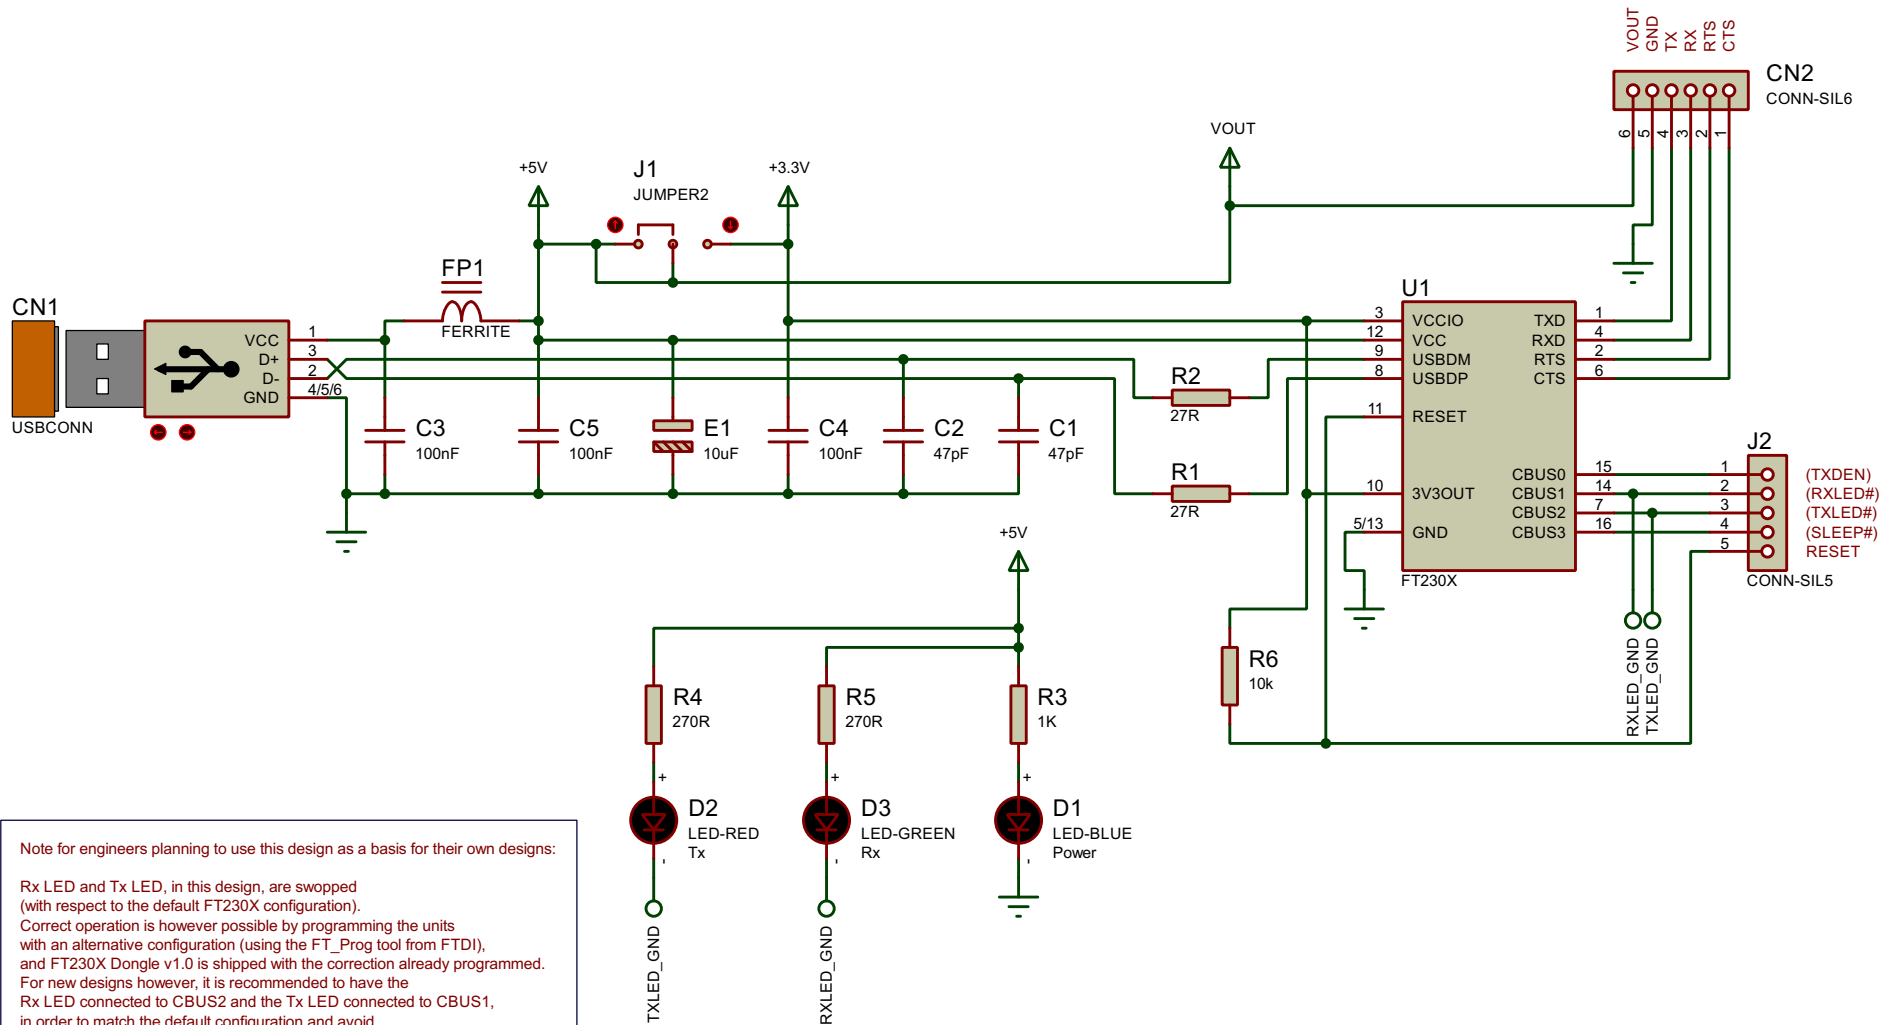 VOUT
GND
TX
RX
RTS
CTS
CN2
CONN-SIL6
6
5
4
3
2
1
VOUT
+5V
J1
JUMPER2
+3.3V
FP1
FERRITE
CN1
USBCONN
VCC
D+
D-
GND
1
3
2
4/5/6
C3
100nF
C5
100nF
E1
10uF
C4
100nF
C2
47pF
C1
47pF
R2
27R
R1
27R
U1
3
12
9
8
11
10
5/13
VCCIO
VCC
USBDM
USBDP
RESET
3V3OUT
GND
TXD
RXD
RTS
CTS
CBUS0
CBUS1
CBUS2
CBUS3
1
4
2
6
15
14
7
16
FT230X
J2
1
2
3
4
5
(TXDEN)
(RXLED#)
(TXLED#)
(SLEEP#)
RESET
CONN-SIL5
RXLED_GND
TXLED_GND
R6
10k
+5V
R4
270R
R5
270R
R3
1K
+
+
+
D2
LED-RED
Tx
D3
LED-GREEN
Rx
D1
LED-BLUE
Power
-
-
-
TXLED_GND
RXLED_GND
Note for engineers planning to use this design as a basis for their own designs:
Rx LED and Tx LED, in this design, are swopped
(with respect to the default FT230X configuration).
Correct operation is however possible by programming the units
with an alternative configuration (using the FT_Prog tool from FTDI),
and FT230X Dongle v1.0 is shipped with the correction already programmed.
For new designs however, it is recommended to have the
Rx LED connected to CBUS2 and the Tx LED connected to CBUS1,
in order to match the default configuration and avoid